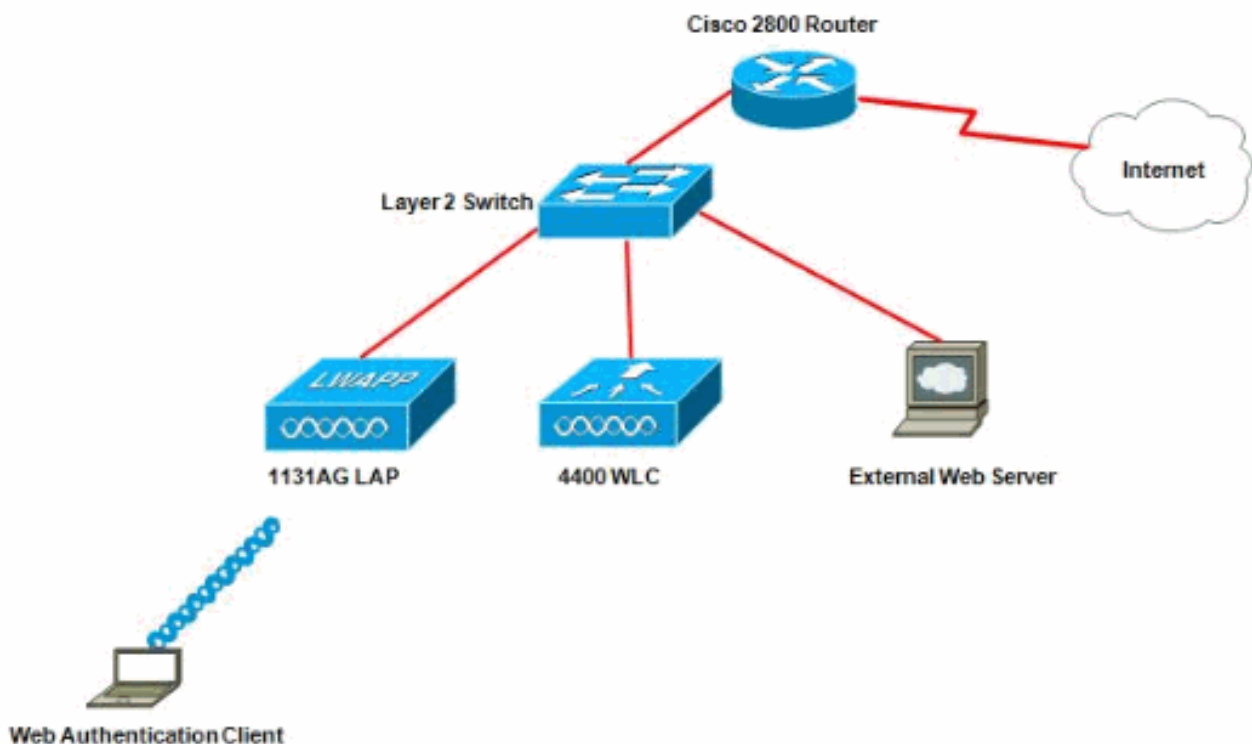 Cisco 2800 Router
Internet
Layer 2 Switch
LWAPP
1131AG LAP
4400 WLC
External Web Server
Web Authentication Client